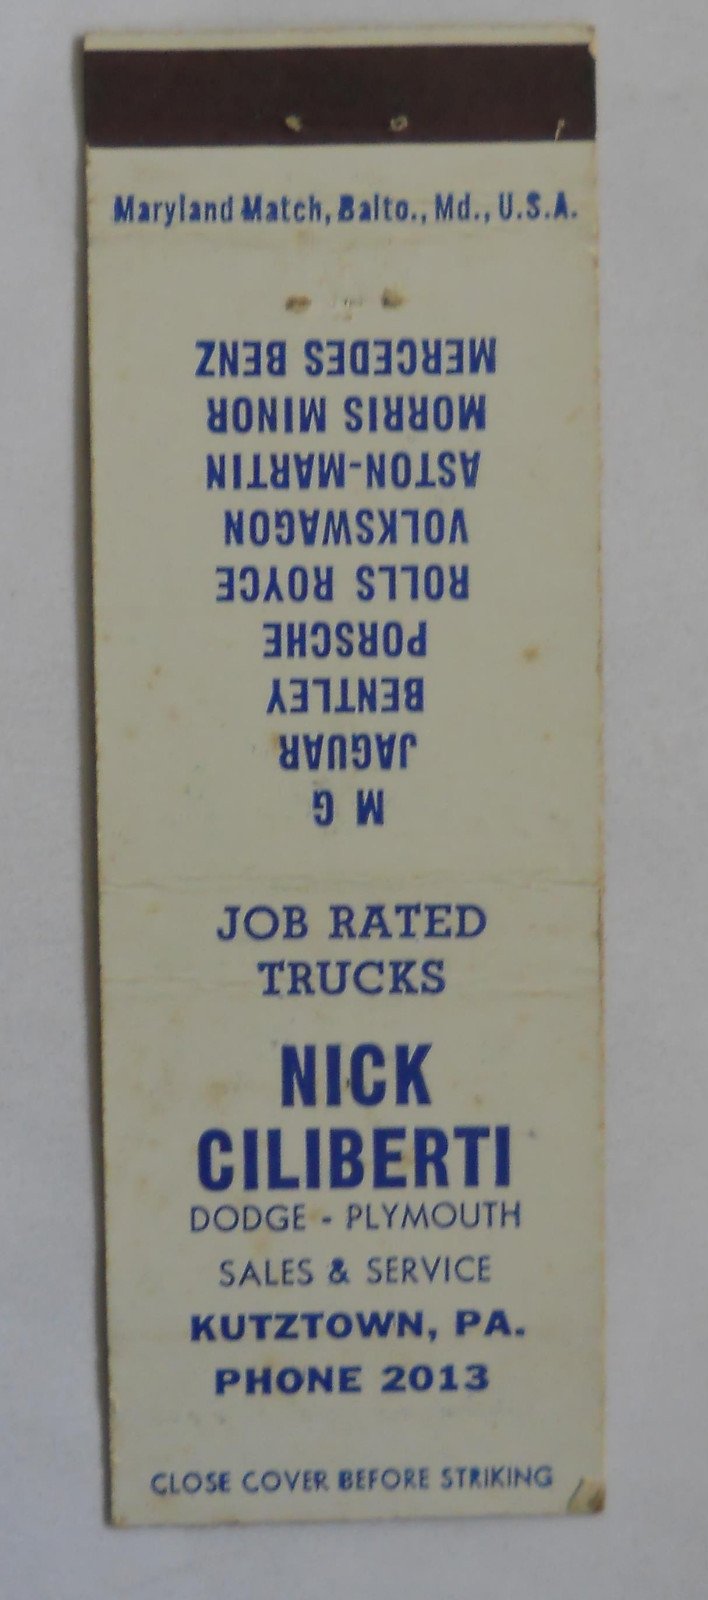 Maryland Match, Balto., Md., U.S.A.
M G
JAGUAR
BENTLEY
PORSCHE
ROLLS ROYCE
VOLKSWAGON
ASTON-MARTIN
MORRIS MINOR
MERCEDES BENZ
JOB RATED
TRUCKS
NICK
CILIBERTI
DODGE - PLYMOUTH
SALES & SERVICE
KUTZTOWN, PA.
PHONE 2013
CLOSE COVER BEFORE STRIKING